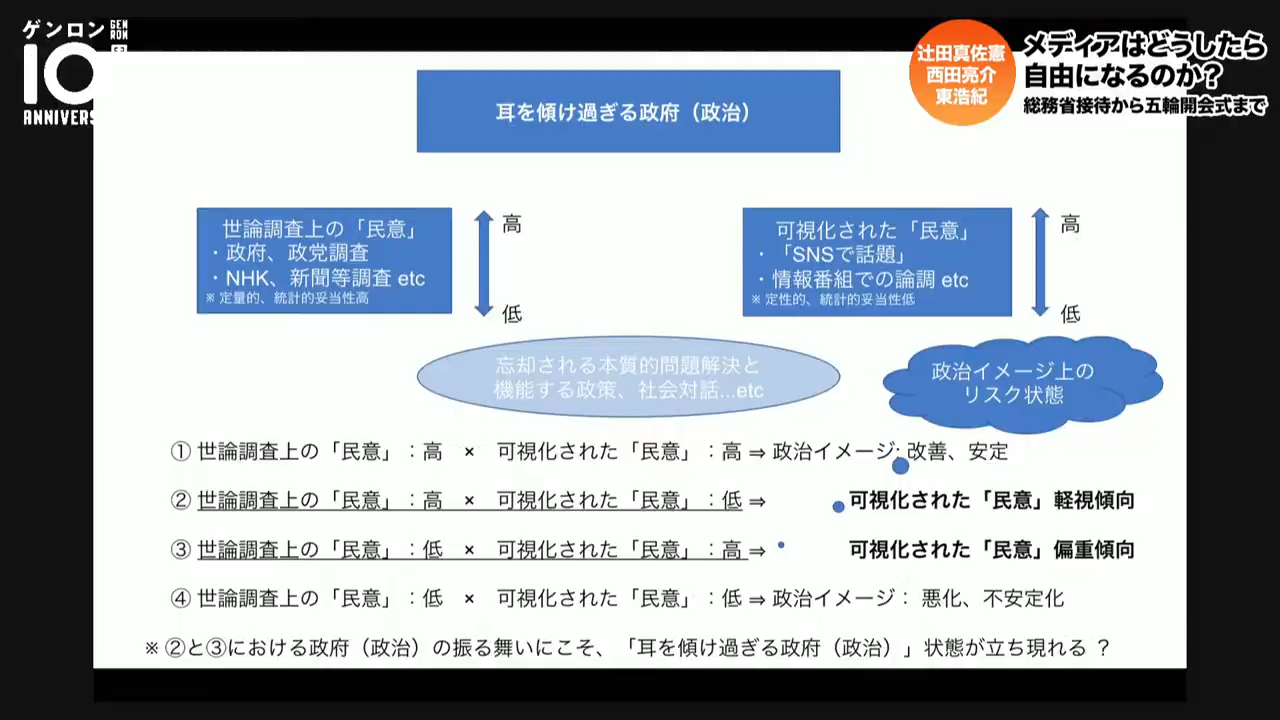 ゲンロン
GEN
RON
10
ANNIVERS
辻田真佐憲
西田亮介
東浩紀
メディアはどうしたら
自由になるのか?
総務省接待から五輪開会式まで
耳を傾け過ぎる政府（政治）
世論調査上の「民意」
・政府、政党調査
・NHK、新聞等調査 etc
※ 定量的、統計的妥当性高
高
低
可視化された「民意」
・「SNSで話題」
・情報番組での論調 etc
※ 定性的、統計的妥当性低
高
低
忘却される本質的問題解決と
機能する政策、社会対話...etc
政治イメージ上の
リスク状態
① 世論調査上の「民意」：高 × 可視化された「民意」：高 ⇒ 政治イメージ: 改善、安定
② 世論調査上の「民意」：高 × 可視化された「民意」：低 ⇒ 可視化された「民意」軽視傾向
③ 世論調査上の「民意」：低 × 可視化された「民意」：高 ⇒ 可視化された「民意」偏重傾向
④ 世論調査上の「民意」：低 × 可視化された「民意」：低 ⇒ 政治イメージ： 悪化、不安定化
※ ②と③における政府（政治）の振る舞いにこそ、「耳を傾け過ぎる政府（政治）」状態が立ち現れる ？